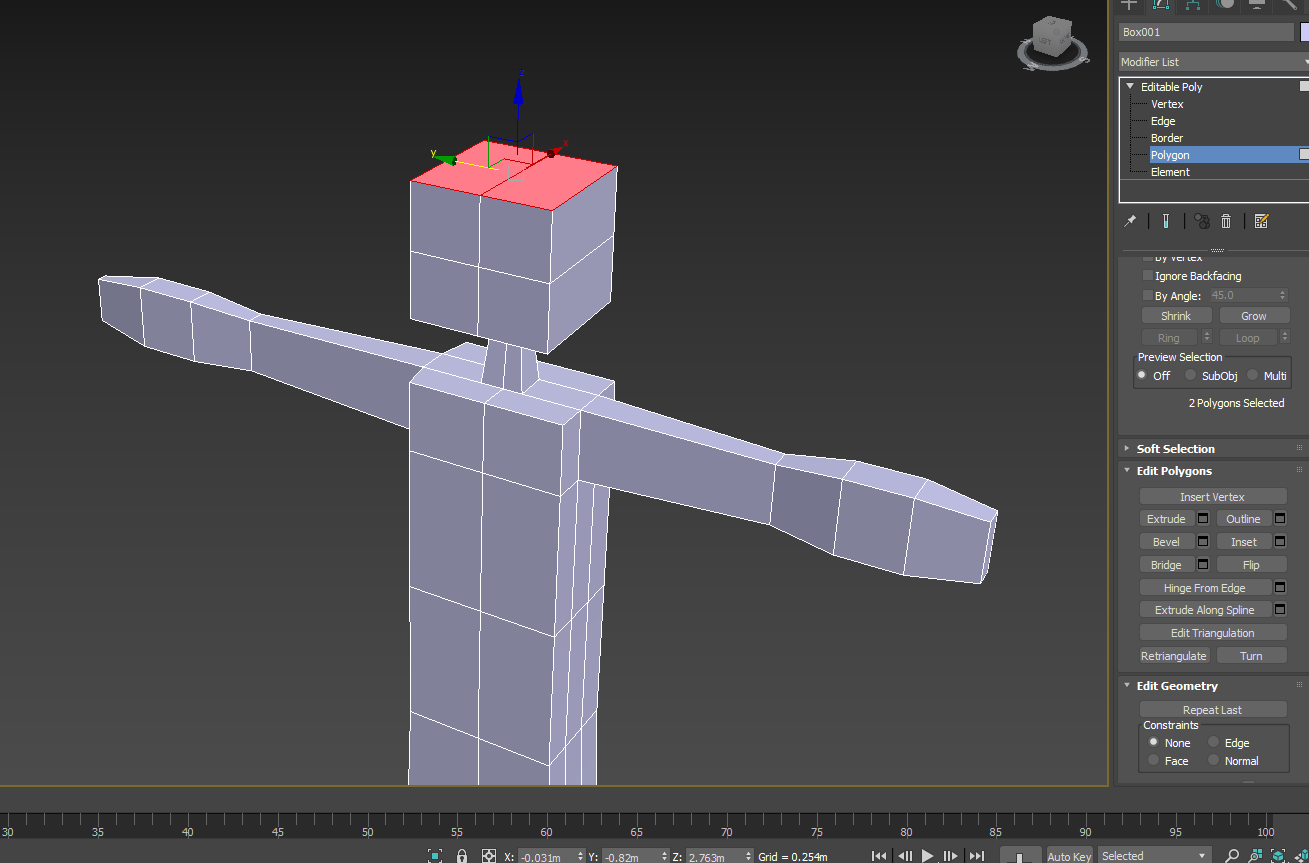 Box001
Modifier List
Editable Poly
Vertex
Edge
Border
Polygon
Element
By Vertex
Ignore Backfacing
By Angle: 45.0
Shrink Grow
Ring Loop
Preview Selection
Off SubObj Multi
2 Polygons Selected
Soft Selection
Edit Polygons
Insert Vertex
Extrude Outline
Bevel Inset
Bridge Flip
Hinge From Edge
Extrude Along Spline
Edit Triangulation
Retriangulate Turn
Edit Geometry
Repeat Last
Constraints
None Edge
Face Normal
z
y
x
30 35 40 45 50 55 60 65 70 75 80 85 90 95 100
X: -0.031m Y: -0.82m Z: 2.763m Grid = 0.254m Auto Key Selected